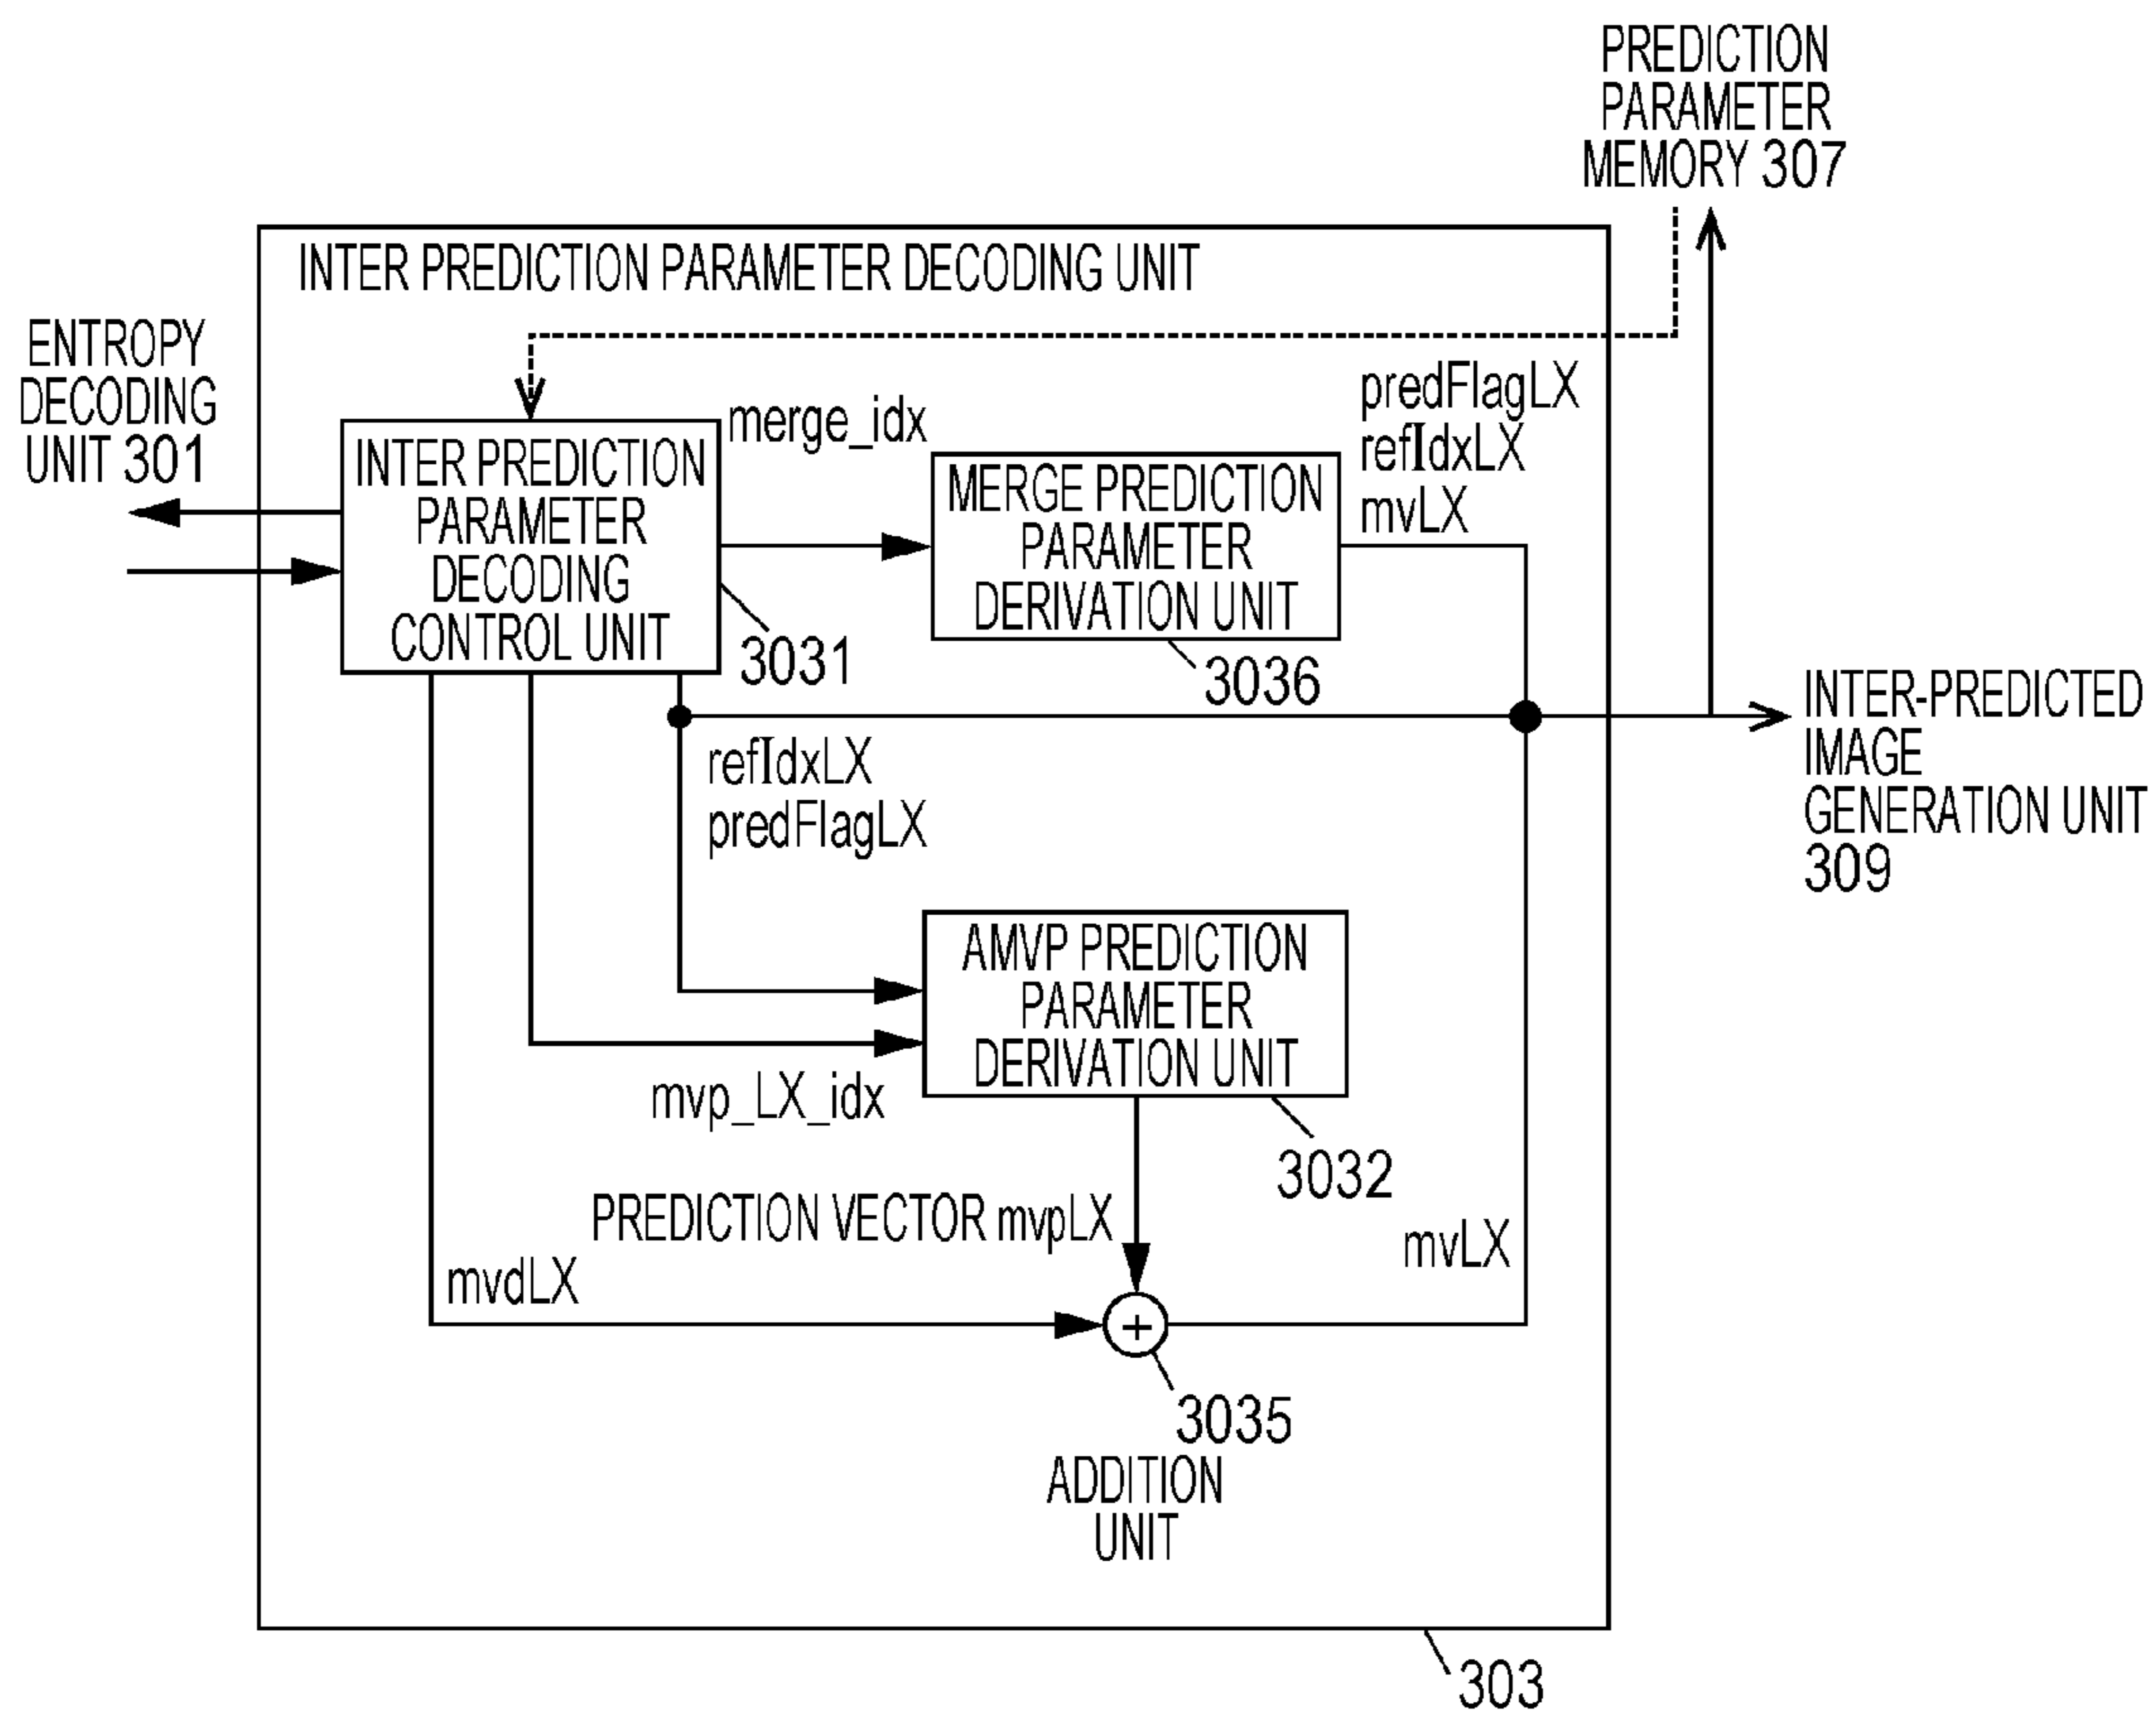 PREDICTION
PARAMETER
MEMORY 307
INTER PREDICTION PARAMETER DECODING UNIT
ENTROPY
DECODING
UNIT 301
INTER PREDICTION
PARAMETER
DECODING
CONTROL UNIT
3031
merge_idx
MERGE PREDICTION
PARAMETER
DERIVATION UNIT
3036
predFlagLX
refIdxLX
mvLX
INTER-PREDICTED
IMAGE
GENERATION UNIT
309
refIdxLX
predFlagLX
AMVP PREDICTION
PARAMETER
DERIVATION UNIT
3032
mvp_LX_idx
PREDICTION VECTOR mvpLX
mvLX
mvdLX
+
3035
ADDITION
UNIT
303